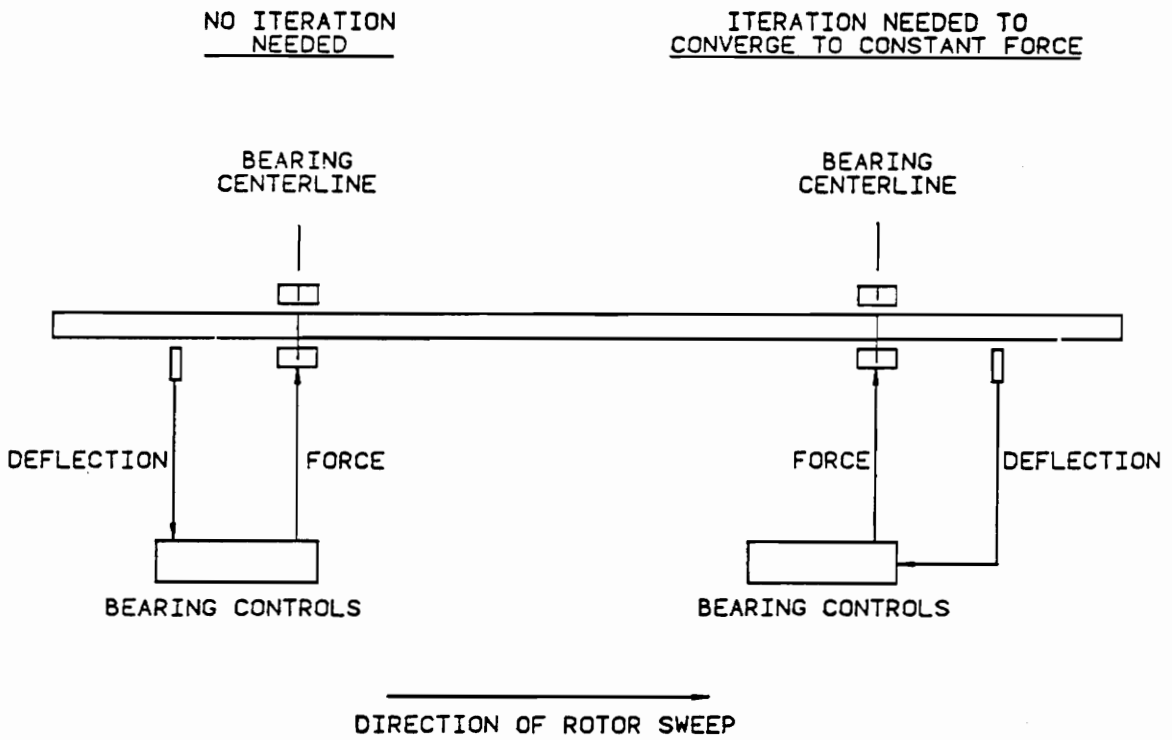 NO ITERATION
NEEDED
ITERATION NEEDED TO
CONVERGE TO CONSTANT FORCE
BEARING
CENTERLINE
BEARING
CENTERLINE
DEFLECTION
FORCE
FORCE
DEFLECTION
BEARING CONTROLS
BEARING CONTROLS
DIRECTION OF ROTOR SWEEP